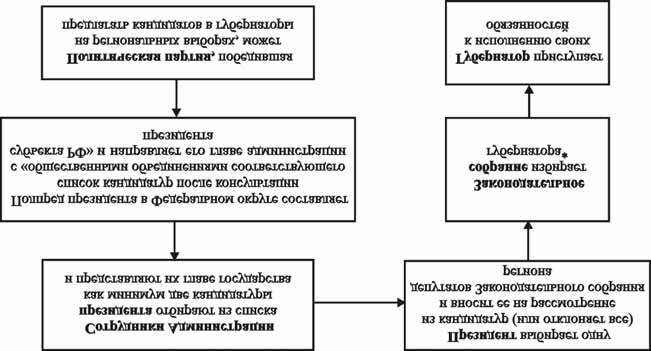 Политическая партия, победившая
на региональных выборах, может
предлагать кандидатов в губернаторы
Полпред президента в Федеральном округе составляет
список кандидатур после консультации
с «общественными объединениями соответствующего
субъекта РФ» и направляет его главе администрации
президента
Сотрудники Администрации
президента отбирают из списка
как минимум две кандидатуры
и представляют их главе государства
Президент выбирает одну
из кандидатур (или отклоняет все)
и вносит ее на рассмотрение
депутатов Законодательного собрания
региона
Законодательное
собрание избирает
губернатора*
Губернатор приступает
к исполнению своих
обязанностей